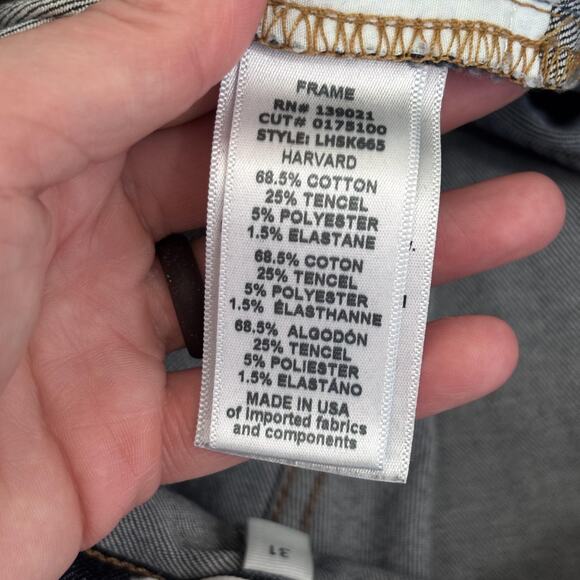 FRAME
RN# 139021
CUT# 0175100
STYLE: LHSK665
HARVARD
68.5% COTTON
25% TENCEL
5% POLYESTER
1.5% ELASTANE
68.5% COTON
25% TENCEL
5% POLYESTER
1.5% ÉLASTHANNE
68.5% ALGODÓN
25% TENCEL
5% POLIESTER
1.5% ELASTÁNO
MADE IN USA
of imported fabrics
and components
31